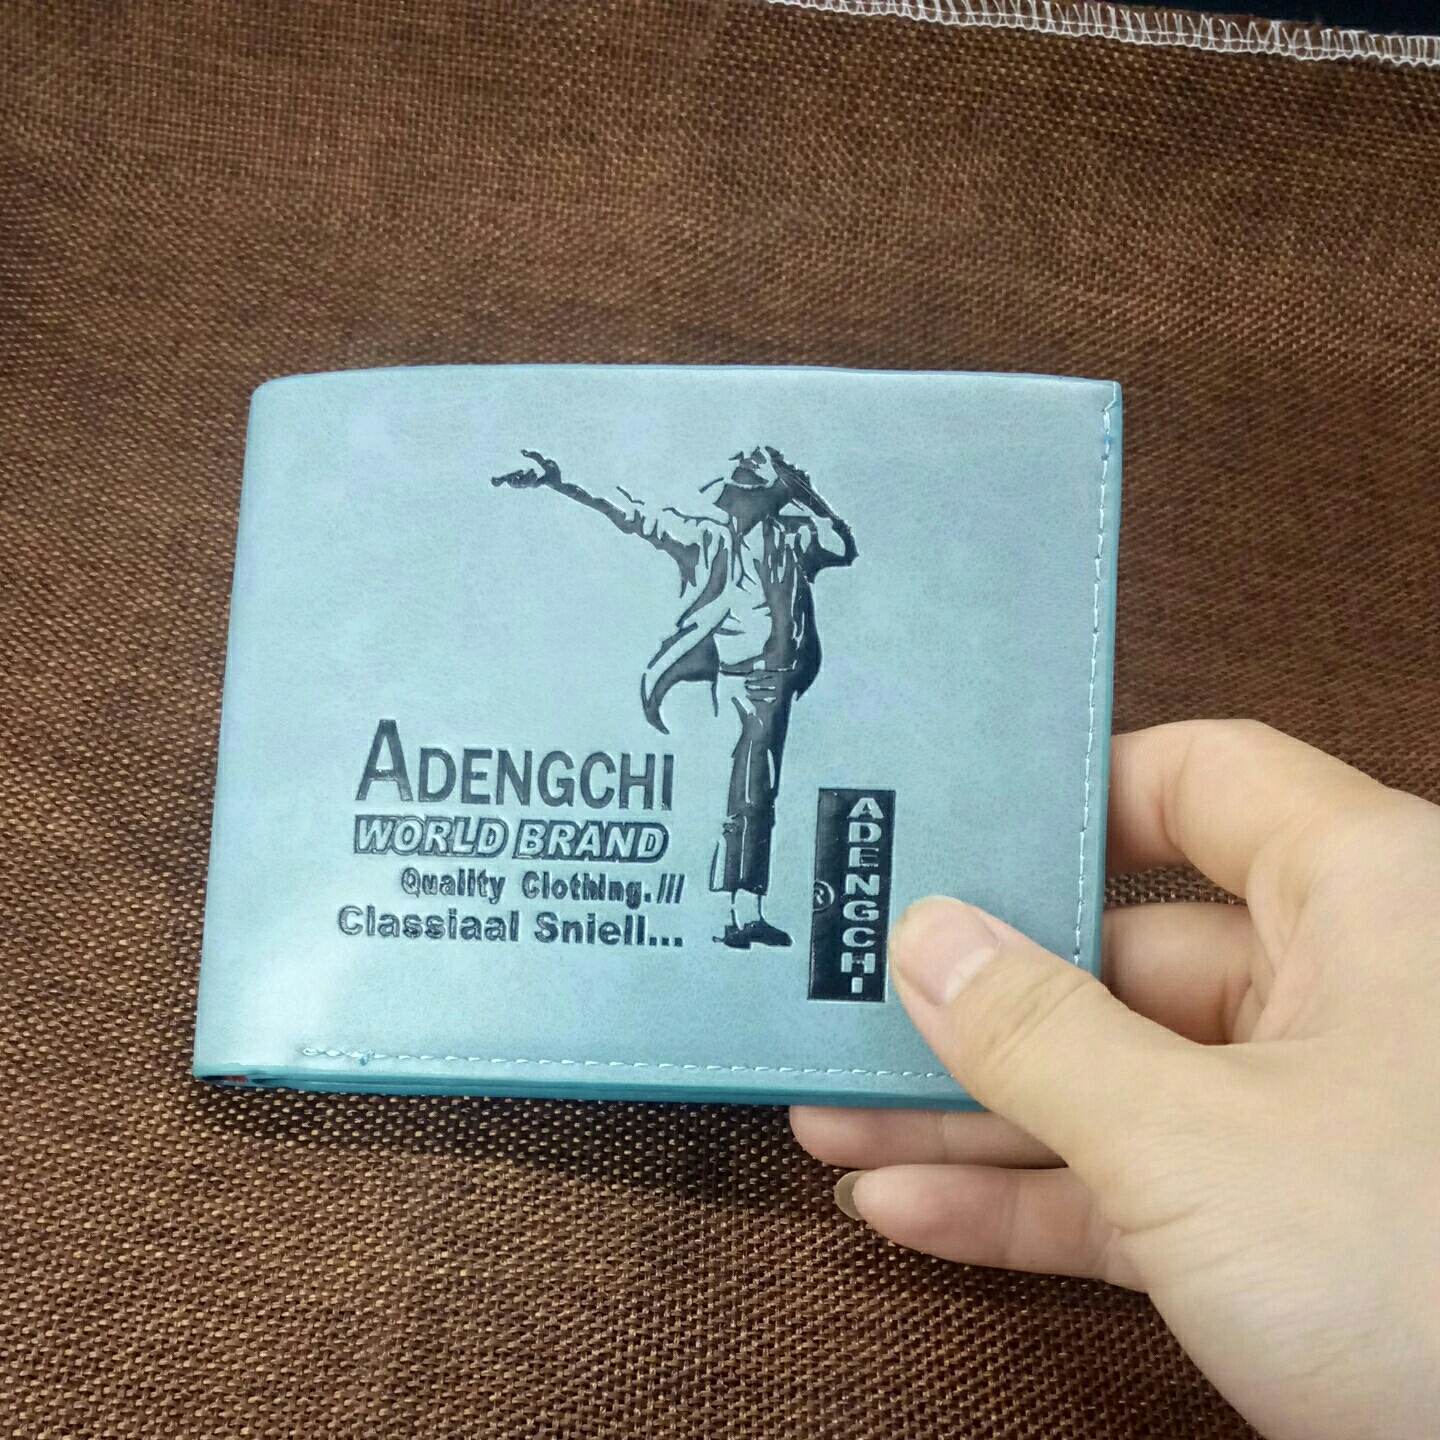 ADENGCHI
WORLD BRAND
Quality Clothing.///
Classiaal Sniell...
ADENGCHI
®